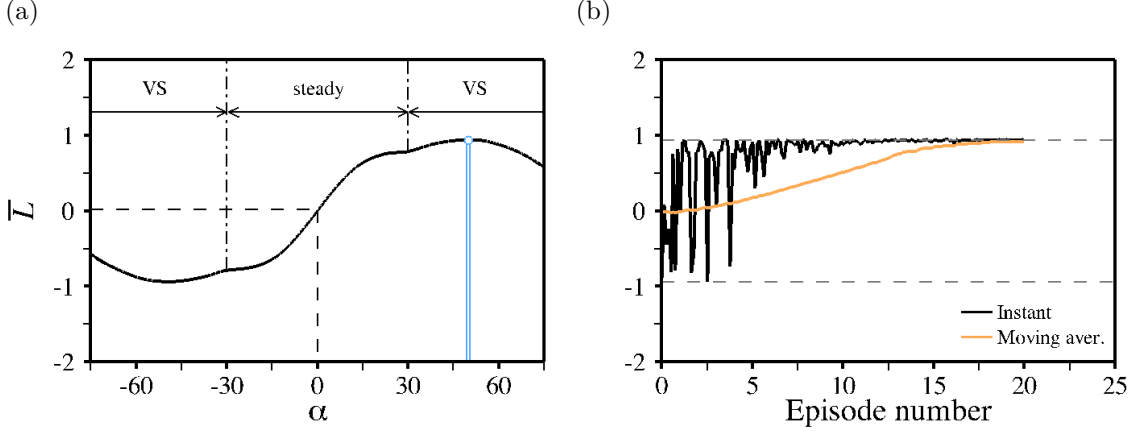 (a)
2
1
0
-1
-2
L̅
VS
steady
VS
-60
-30
0
30
60
α
(b)
2
1
0
-1
-2
Instant
Moving aver.
0
5
10
15
20
25
Episode number